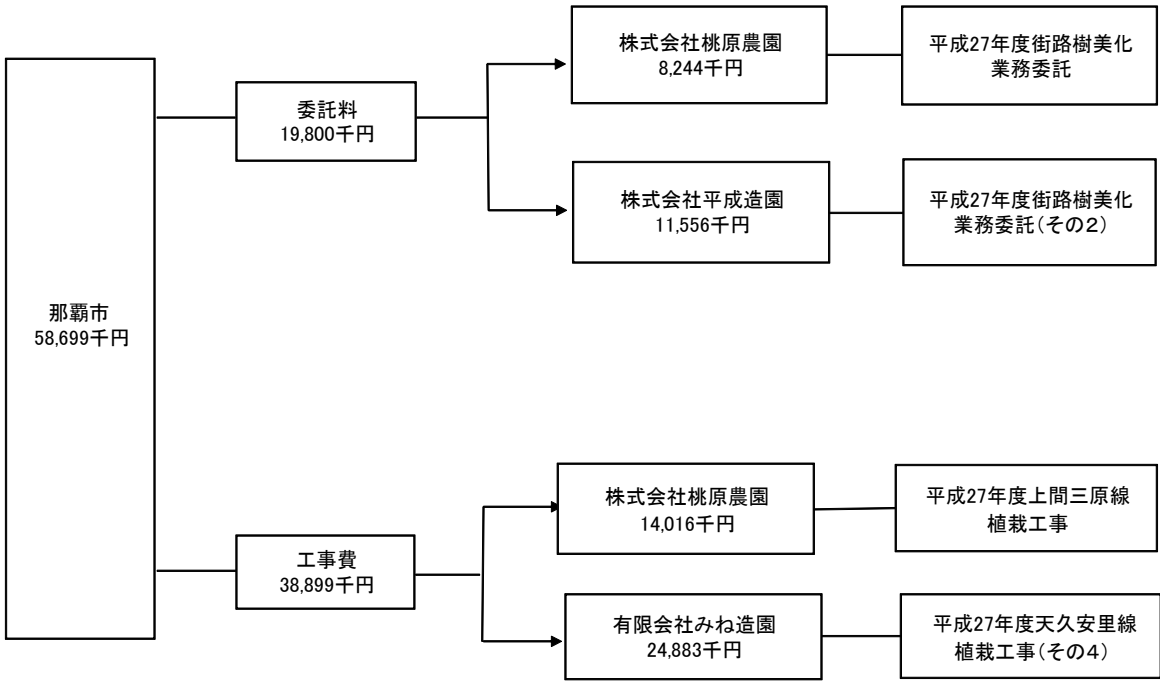 那覇市
58,699千円
委託料
19,800千円
株式会社桃原農園
8,244千円
平成27年度街路樹美化
業務委託
株式会社平成造園
11,556千円
平成27年度街路樹美化
業務委託(その2)
工事費
38,899千円
株式会社桃原農園
14,016千円
平成27年度上間三原線
植栽工事
有限会社みね造園
24,883千円
平成27年度天久安里線
植栽工事(その4)